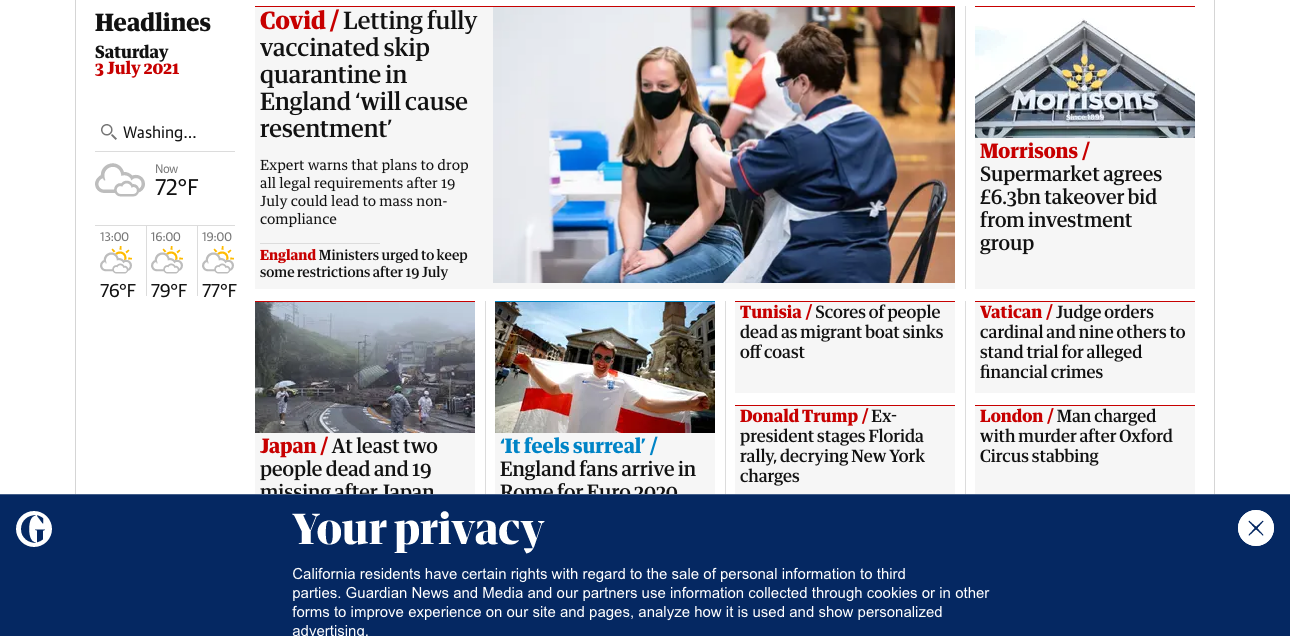 Headlines
Saturday
3 July 2021
Washing...
Now
72°F
13:00
16:00
19:00
76°F
79°F
77°F
Covid / Letting fully
vaccinated skip
quarantine in
England ‘will cause
resentment’
Expert warns that plans to drop
all legal requirements after 19
July could lead to mass non-
compliance
England Ministers urged to keep
some restrictions after 19 July
Morrisons
Since 1899
Morrisons /
Supermarket agrees
£6.3bn takeover bid
from investment
group
Japan / At least two
people dead and 19
missing after Japan
‘It feels surreal’ /
England fans arrive in
Rome for Euro 2020
Tunisia / Scores of people
dead as migrant boat sinks
off coast
Donald Trump / Ex-
president stages Florida
rally, decrying New York
charges
Vatican / Judge orders
cardinal and nine others to
stand trial for alleged
financial crimes
London / Man charged
with murder after Oxford
Circus stabbing
G
Your privacy
California residents have certain rights with regard to the sale of personal information to third
parties. Guardian News and Media and our partners use information collected through cookies or in other
forms to improve experience on our site and pages, analyze how it is used and show personalized
advertising.